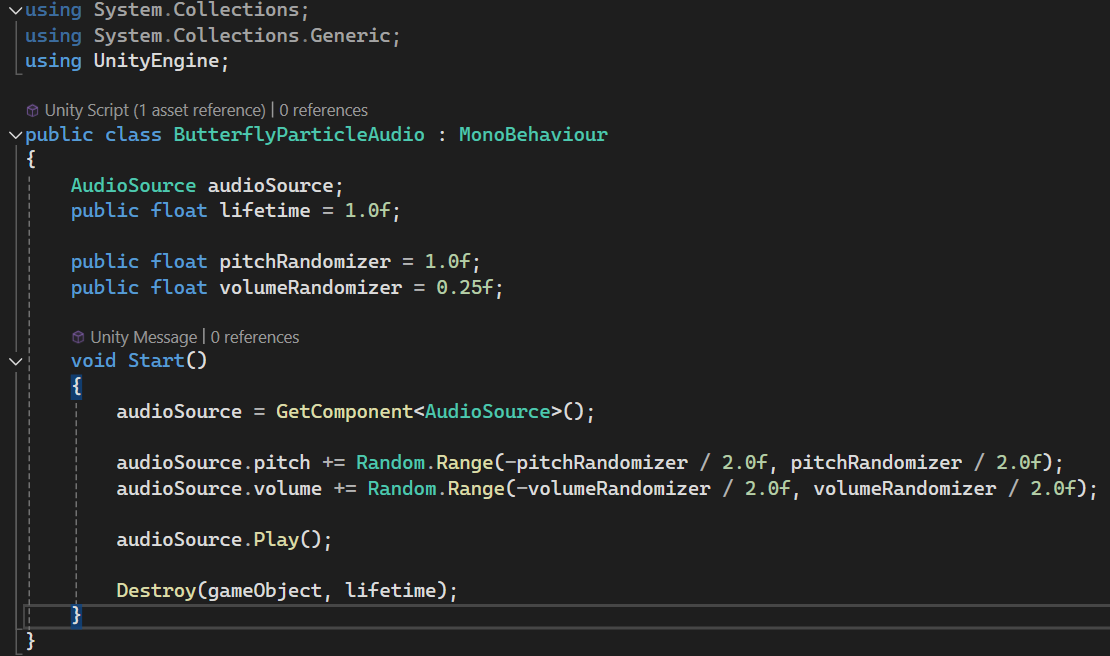 using System.Collections;
using System.Collections.Generic;
using UnityEngine;
Unity Script (1 asset reference) | 0 references
public class ButterflyParticleAudio : MonoBehaviour
{
AudioSource audioSource;
public float lifetime = 1.0f;
public float pitchRandomizer = 1.0f;
public float volumeRandomizer = 0.25f;
Unity Message | 0 references
void Start()
{
audioSource = GetComponent<AudioSource>();
audioSource.pitch += Random.Range(-pitchRandomizer / 2.0f, pitchRandomizer / 2.0f);
audioSource.volume += Random.Range(-volumeRandomizer / 2.0f, volumeRandomizer / 2.0f);
audioSource.Play();
Destroy(gameObject, lifetime);
}
}